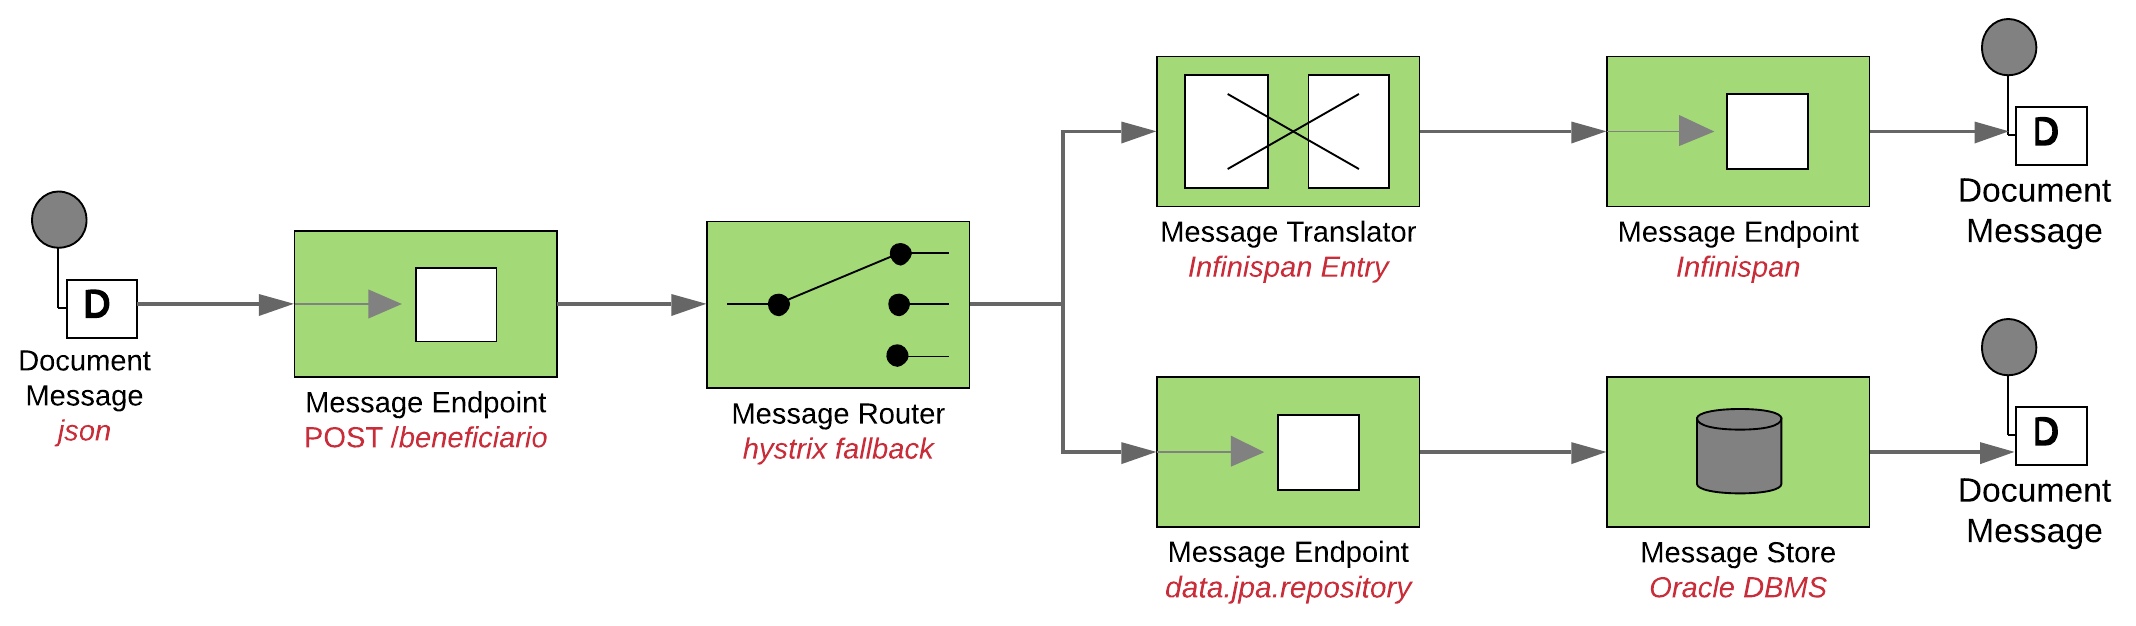 D
Document
Message
json
Message Endpoint
POST /beneficiario
Message Router
hystrix fallback
Message Translator
Infinispan Entry
Message Endpoint
Infinispan
D
Document
Message
Message Endpoint
data.jpa.repository
Message Store
Oracle DBMS
D
Document
Message